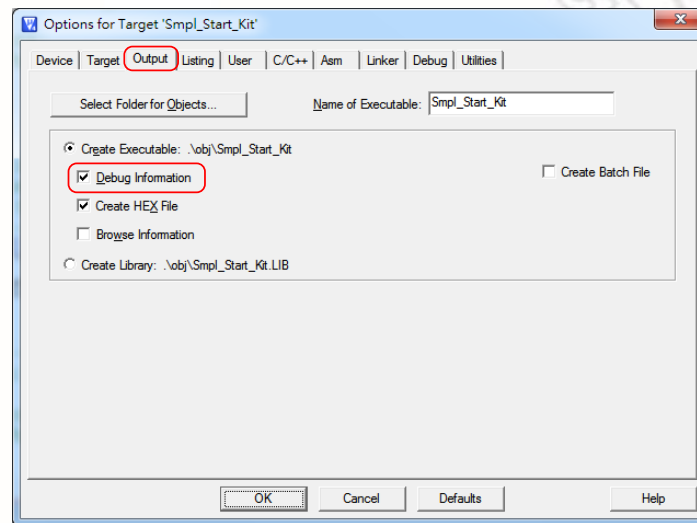 Options for Target 'Smpl_Start_Kit'
Device Target Output Listing User C/C++ Asm Linker Debug Utilities
Select Folder for Objects... Name of Executable: Smpl_Start_Kit
Create Executable: .\obj\Smpl_Start_Kit
Debug Information Create Batch File
Create HEX File
Browse Information
Create Library: .\obj\Smpl_Start_Kit.LIB
OK Cancel Defaults Help